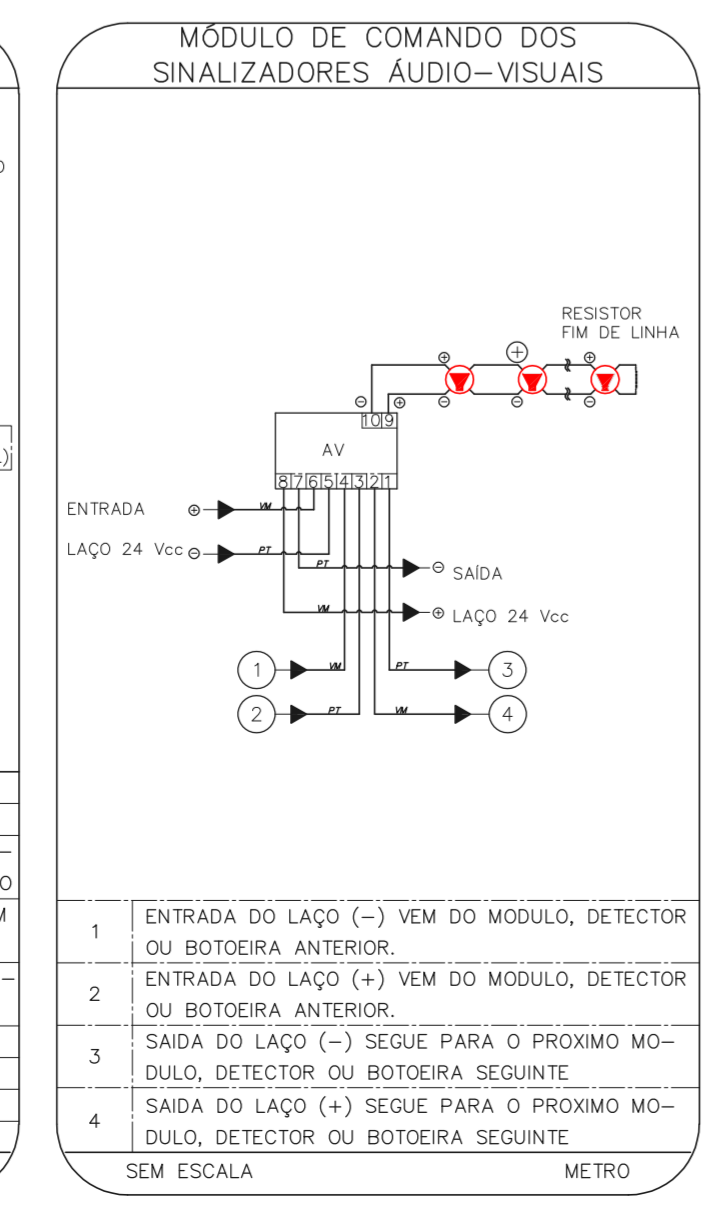 MÓDULO DE COMANDO DOS
SINALIZADORES ÁUDIO-VISUAIS
O
RESISTOR
FIM DE LINHA
⊕
⊕
⊕
⊖
⊕
⊖
⊖
⊖
10 9
AV
)
8 7 6 5 4 3 2 1
ENTRADA ⊕
VM
LAÇO 24 Vcc ⊖
PT
PT
⊖ SAÍDA
VM
⊕ LAÇO 24 Vcc
1
VM
PT
3
2
PT
VM
4
-
O
M
-
1 ENTRADA DO LAÇO (-) VEM DO MODULO, DETECTOR
OU BOTOEIRA ANTERIOR.
2 ENTRADA DO LAÇO (+) VEM DO MODULO, DETECTOR
OU BOTOEIRA ANTERIOR.
3 SAIDA DO LAÇO (-) SEGUE PARA O PROXIMO MO-
DULO, DETECTOR OU BOTOEIRA SEGUINTE
4 SAIDA DO LAÇO (+) SEGUE PARA O PROXIMO MO-
DULO, DETECTOR OU BOTOEIRA SEGUINTE
SEM ESCALA METRO